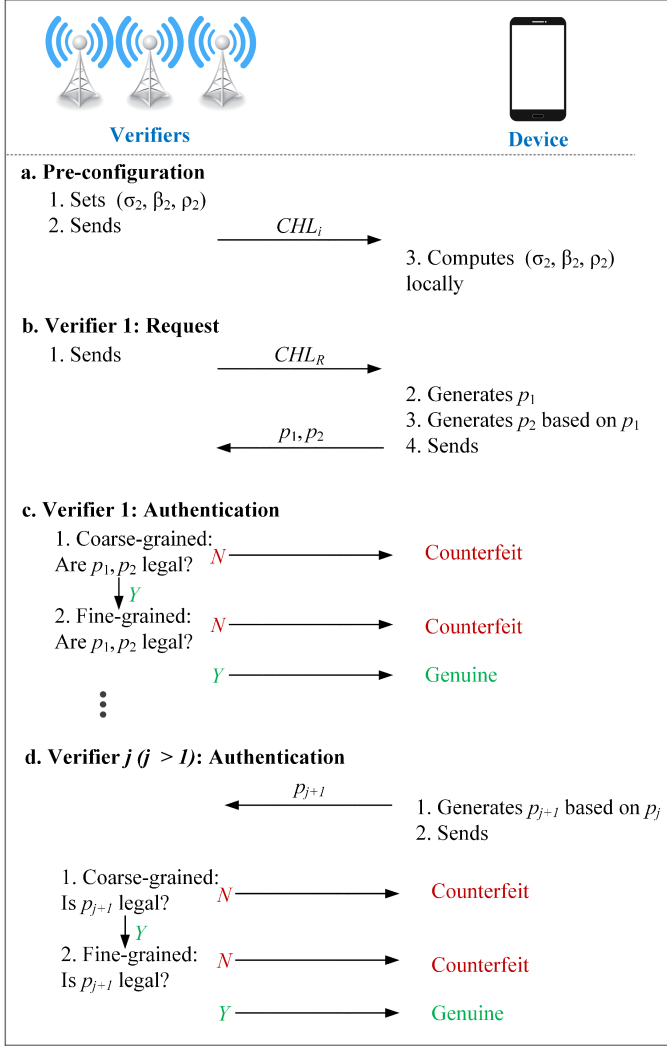 Verifiers
Device
a. Pre-configuration
1. Sets (σ₂, β₂, ρ₂)
2. Sends
CHLᵢ
3. Computes (σ₂, β₂, ρ₂)
locally
b. Verifier 1: Request
1. Sends
CHL_R
2. Generates p₁
3. Generates p₂ based on p₁
p₁, p₂
4. Sends
c. Verifier 1: Authentication
1. Coarse-grained:
Are p₁, p₂ legal?
N
Counterfeit
Y
2. Fine-grained:
Are p₁, p₂ legal?
N
Counterfeit
Y
Genuine
d. Verifier j (j > 1): Authentication
pⱼ₊₁
1. Generates pⱼ₊₁ based on pⱼ
2. Sends
1. Coarse-grained:
Is pⱼ₊₁ legal?
N
Counterfeit
Y
2. Fine-grained:
Is pⱼ₊₁ legal?
N
Counterfeit
Y
Genuine